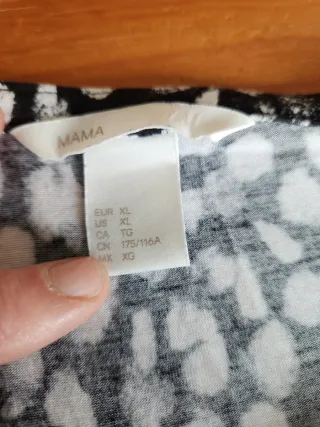 MAMA
EUR XL
US XL
CA TG
CN 175/116A
MX XG